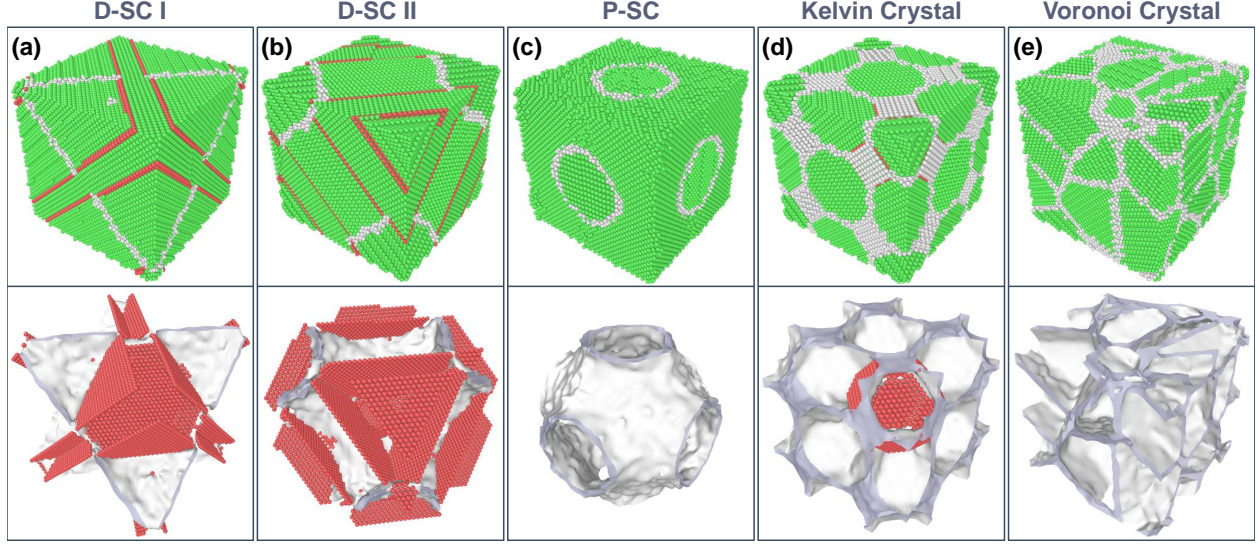 D-SC I
D-SC II
P-SC
Kelvin Crystal
Voronoi Crystal
(a)
(b)
(c)
(d)
(e)